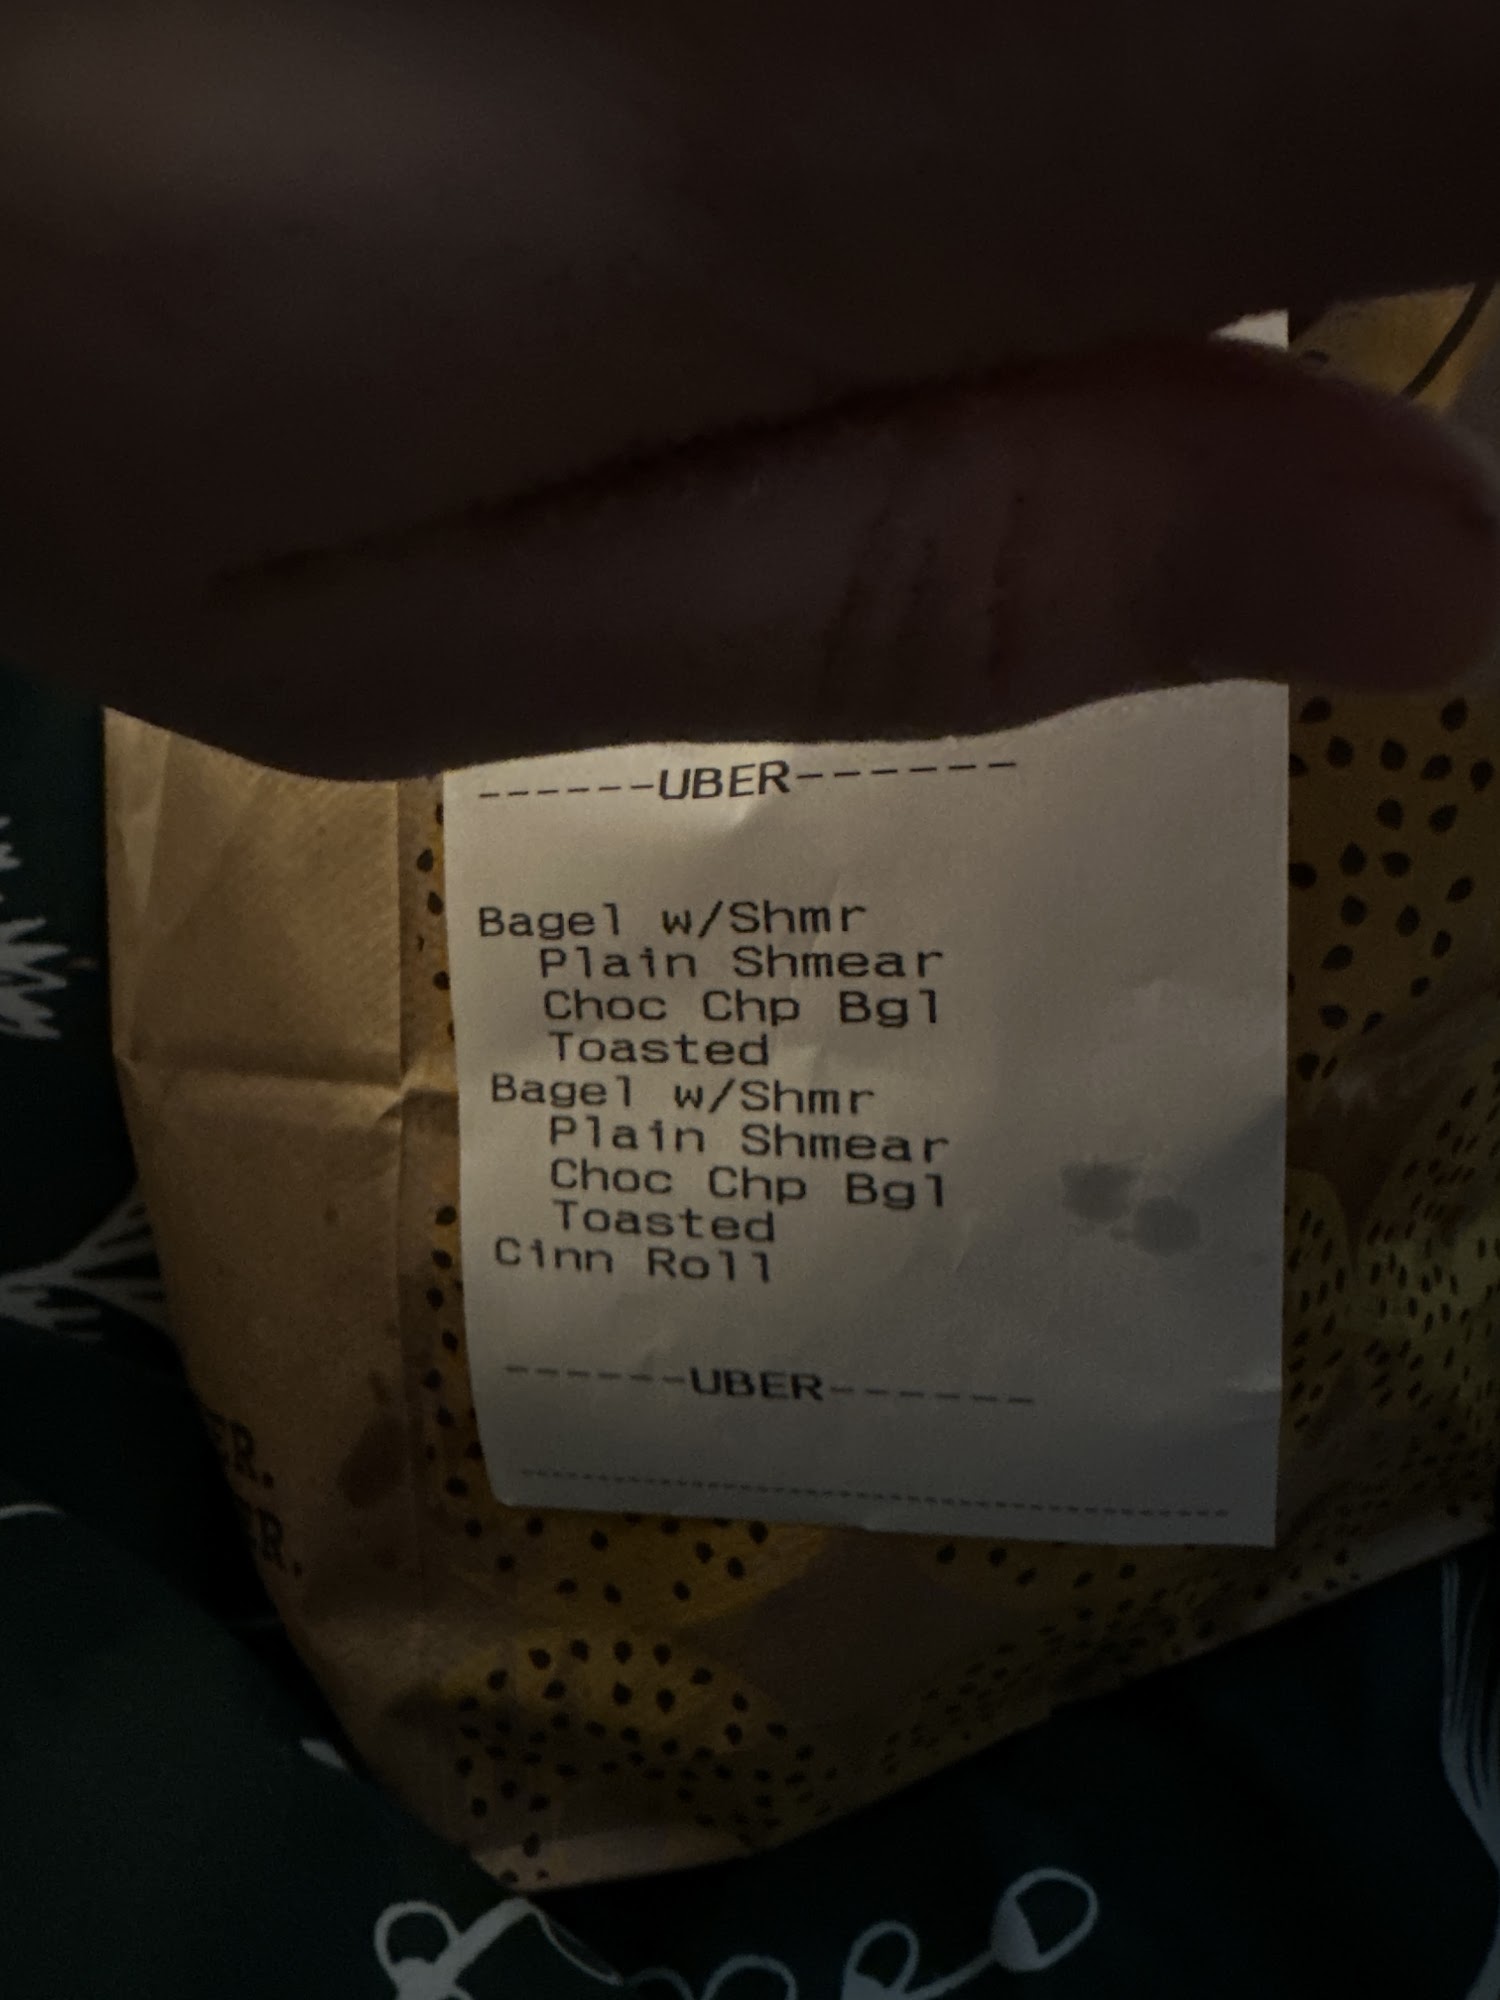 ------UBER------
Bagel w/Shmr
Plain Shmear
Choc Chp Bgl
Toasted
Bagel w/Shmr
Plain Shmear
Choc Chp Bgl
Toasted
Cinn Roll
------UBER------